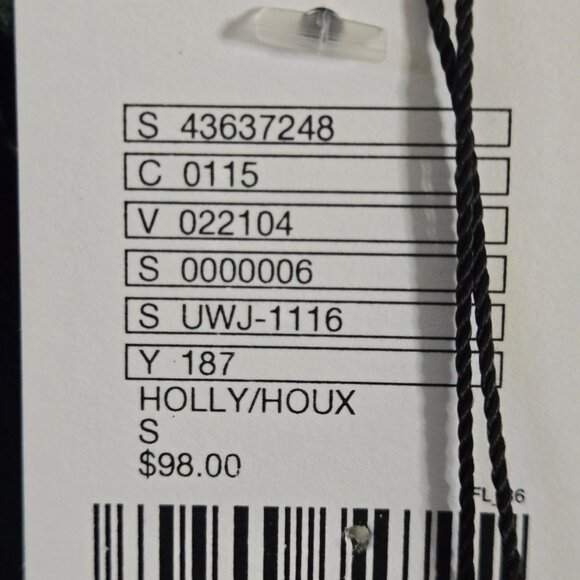 S 43637248
C 0115
V 022104
S 0000006
S UWJ-1116
Y 187
HOLLY/HOUX
S
$98.00